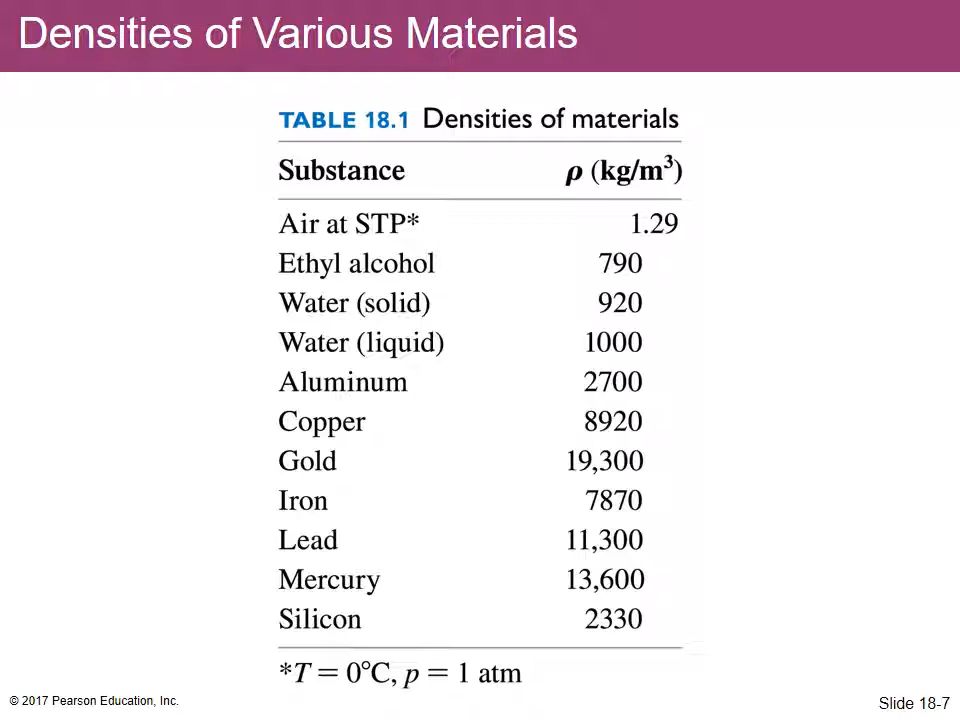 Densities of Various Materials
TABLE 18.1 Densities of materials
Substance ρ (kg/m³)
Air at STP* 1.29
Ethyl alcohol 790
Water (solid) 920
Water (liquid) 1000
Aluminum 2700
Copper 8920
Gold 19,300
Iron 7870
Lead 11,300
Mercury 13,600
Silicon 2330
*T = 0°C, p = 1 atm
© 2017 Pearson Education, Inc. Slide 18-7